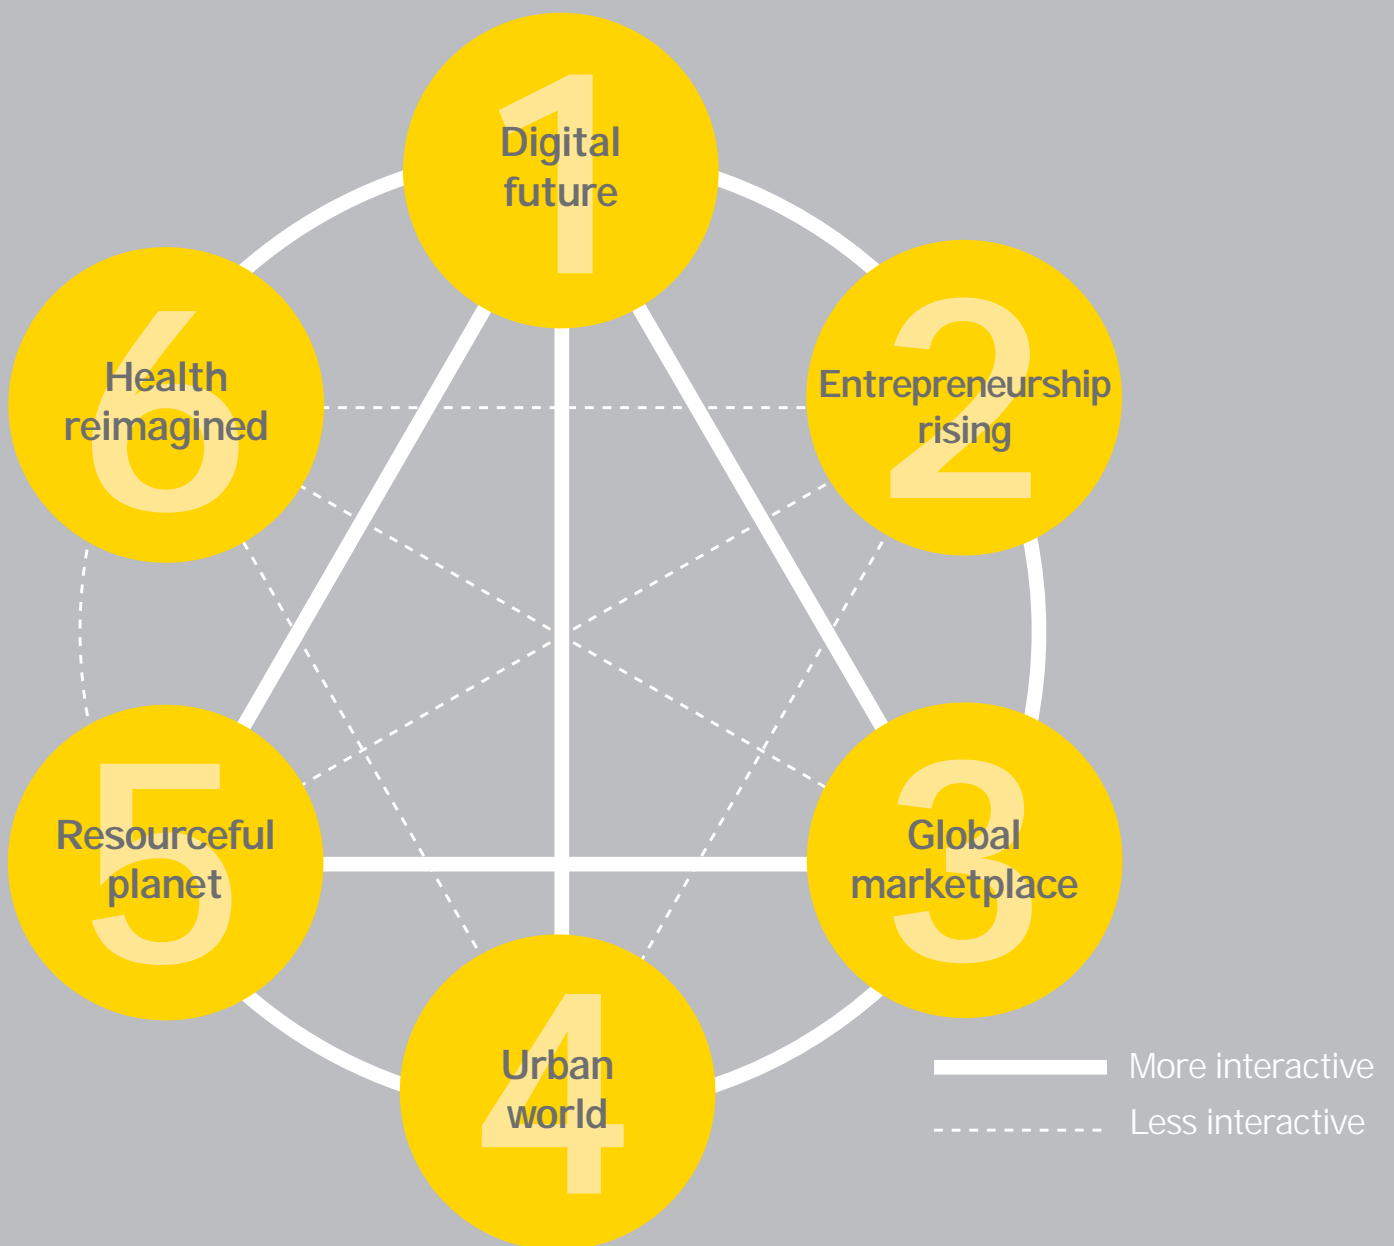 1
Digital
future
2
Entrepreneurship
rising
3
Global
marketplace
4
Urban
world
5
Resourceful
planet
6
Health
reimagined
More interactive
Less interactive